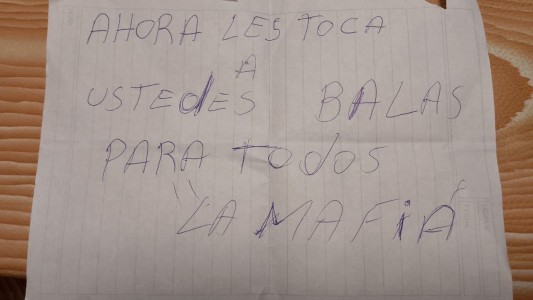 AHORA LES TOCA
A
USTEdES BALAS
PARA TOdOS
"LA MAFiA"